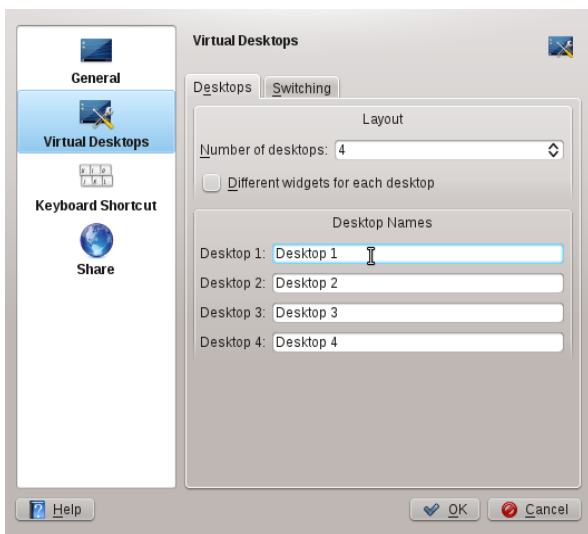 Virtual Desktops
General
Virtual Desktops
Keyboard Shortcut
Share
Desktops Switching
Layout
Number of desktops: 4
Different widgets for each desktop
Desktop Names
Desktop 1: Desktop 1
Desktop 2: Desktop 2
Desktop 3: Desktop 3
Desktop 4: Desktop 4
Help OK Cancel